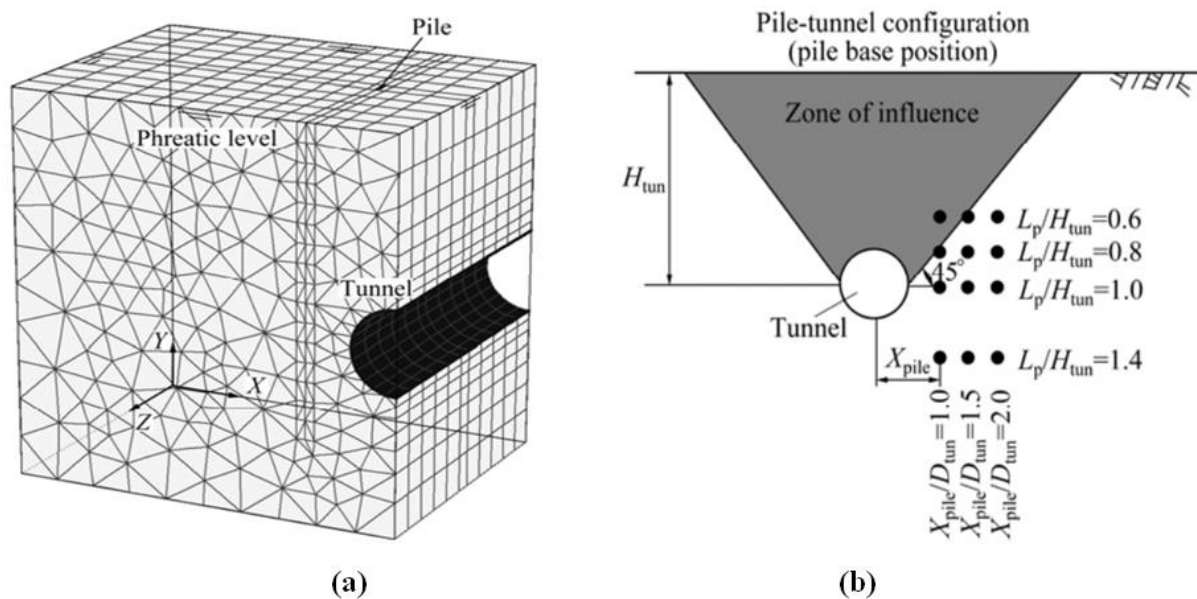 Pile
Phreatic level
Tunnel
Y
X
Z
(a)
Pile-tunnel configuration
(pile base position)
Zone of influence
H_tun
L_p/H_tun=0.6
L_p/H_tun=0.8
45°
L_p/H_tun=1.0
Tunnel
X_pile
L_p/H_tun=1.4
X_pile/D_tun=1.0
X_pile/D_tun=1.5
X_pile/D_tun=2.0
(b)